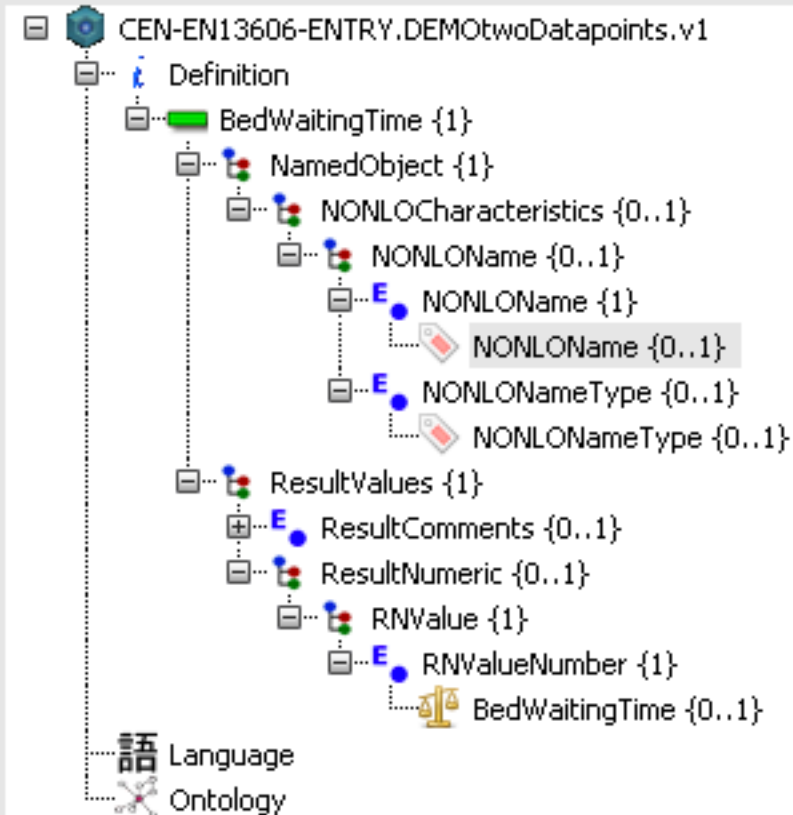 CEN-EN13606-ENTRY.DEMOtwoDatapoints.v1
i Definition
BedWaitingTime {1}
NamedObject {1}
NONLOCharacteristics {0..1}
NONLOName {0..1}
E NONLOName {1}
NONLOName {0..1}
E NONLONameType {0..1}
NONLONameType {0..1}
ResultValues {1}
E ResultComments {0..1}
ResultNumeric {0..1}
RNValue {1}
E RNValueNumber {1}
BedWaitingTime {0..1}
語 Language
Ontology